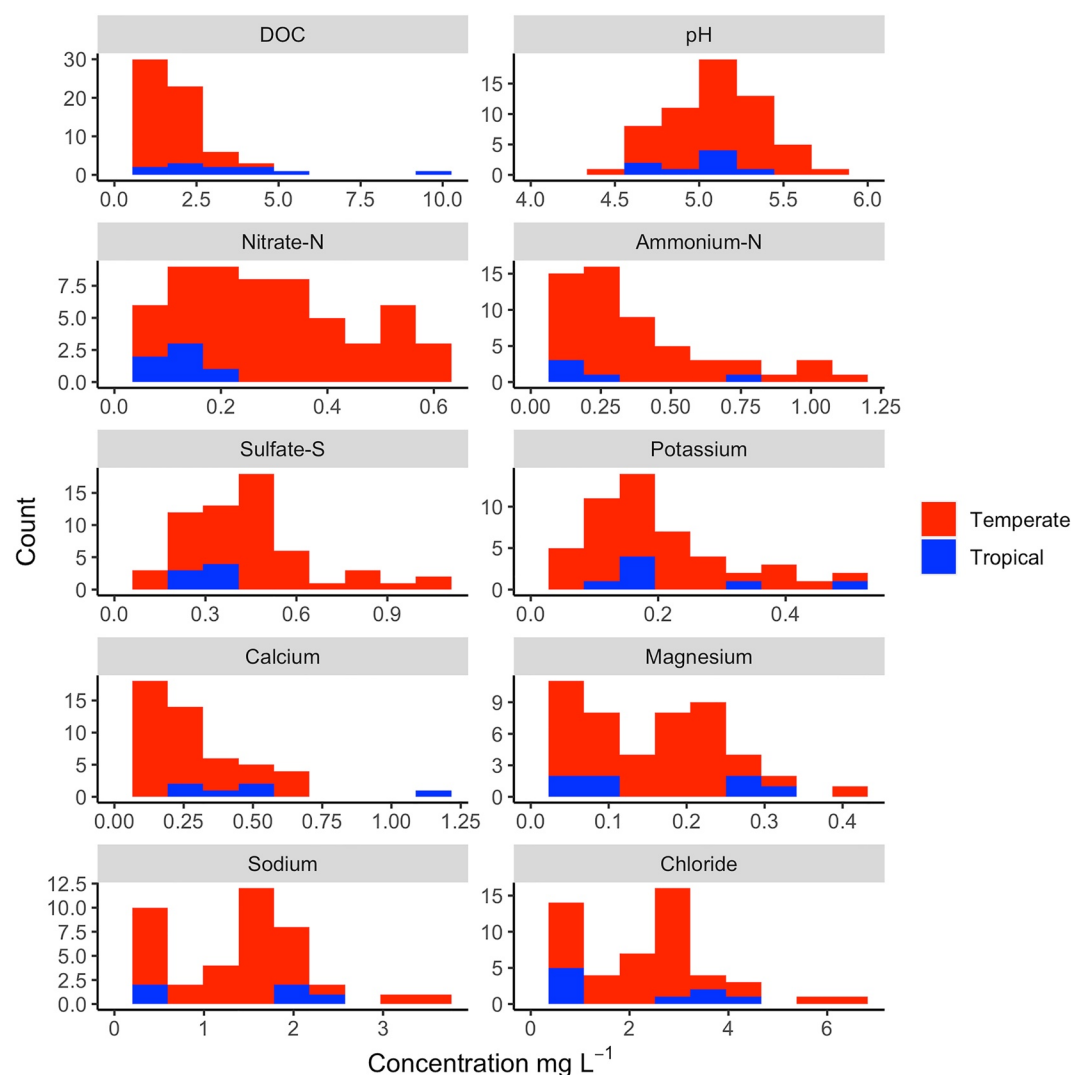 DOC
pH
30
20
10
0
0.0 2.5 5.0 7.5 10.0
15
10
5
0
4.0 4.5 5.0 5.5 6.0
Nitrate-N
Ammonium-N
7.5
5.0
2.5
0.0
0.0 0.2 0.4 0.6
15
10
5
0
0.00 0.25 0.50 0.75 1.00 1.25
Sulfate-S
Potassium
15
10
5
0
0.0 0.3 0.6 0.9
10
5
0
0.0 0.2 0.4
Calcium
Magnesium
15
10
5
0
0.00 0.25 0.50 0.75 1.00 1.25
9
6
3
0
0.0 0.1 0.2 0.3 0.4
Sodium
Chloride
12.5
10.0
7.5
5.0
2.5
0.0
0 1 2 3
15
10
5
0
0 2 4 6
Count
Concentration mg L⁻¹
Temperate
Tropical